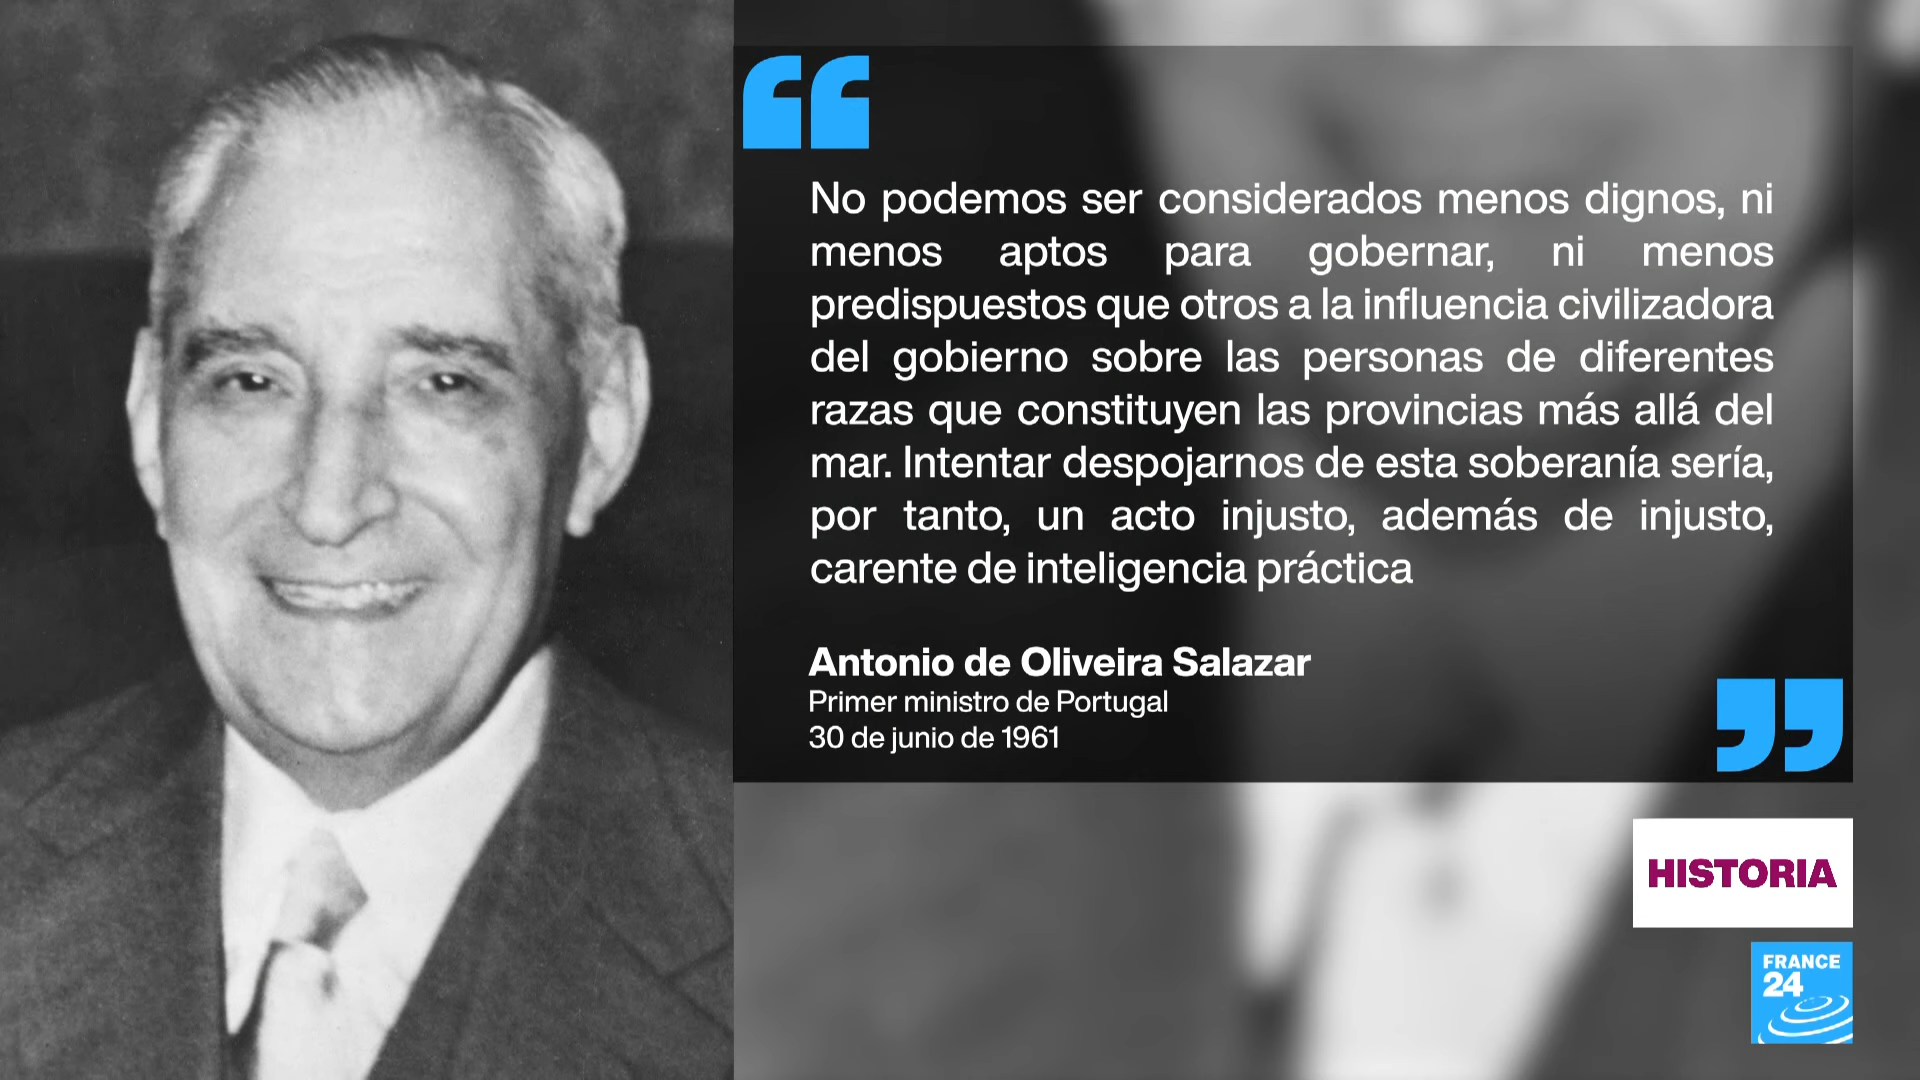 No podemos ser considerados menos dignos, ni
menos aptos para gobernar, ni menos
predispuestos que otros a la influencia civilizadora
del gobierno sobre las personas de diferentes
razas que constituyen las provincias más allá del
mar. Intentar despojarnos de esta soberanía sería,
por tanto, un acto injusto, además de injusto,
carente de inteligencia práctica
Antonio de Oliveira Salazar
Primer ministro de Portugal
30 de junio de 1961
HISTORIA
FRANCE
24